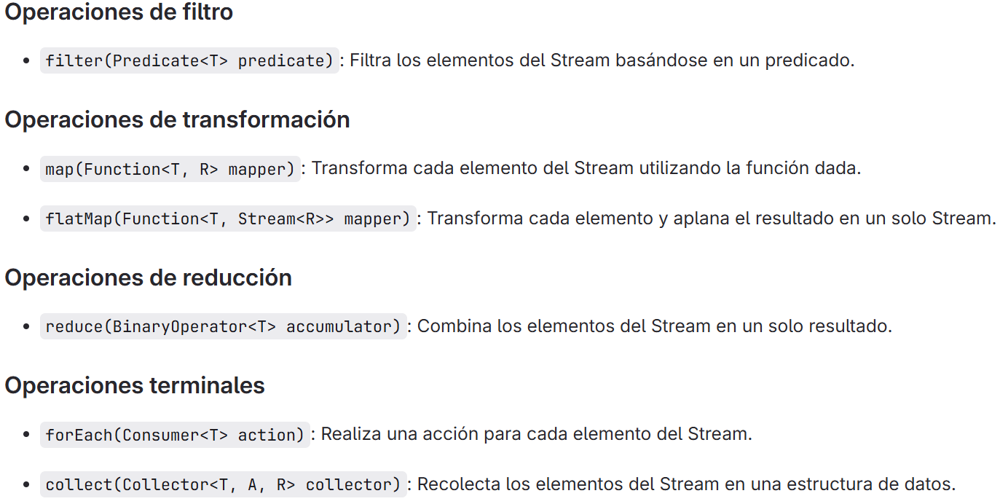 Operaciones de filtro
• filter(Predicate<T> predicate): Filtra los elementos del Stream basándose en un predicado.
Operaciones de transformación
• map(Function<T, R> mapper): Transforma cada elemento del Stream utilizando la función dada.
• flatMap(Function<T, Stream<R>> mapper): Transforma cada elemento y aplana el resultado en un solo Stream.
Operaciones de reducción
• reduce(BinaryOperator<T> accumulator): Combina los elementos del Stream en un solo resultado.
Operaciones terminales
• forEach(Consumer<T> action): Realiza una acción para cada elemento del Stream.
• collect(Collector<T, A, R> collector): Recolecta los elementos del Stream en una estructura de datos.